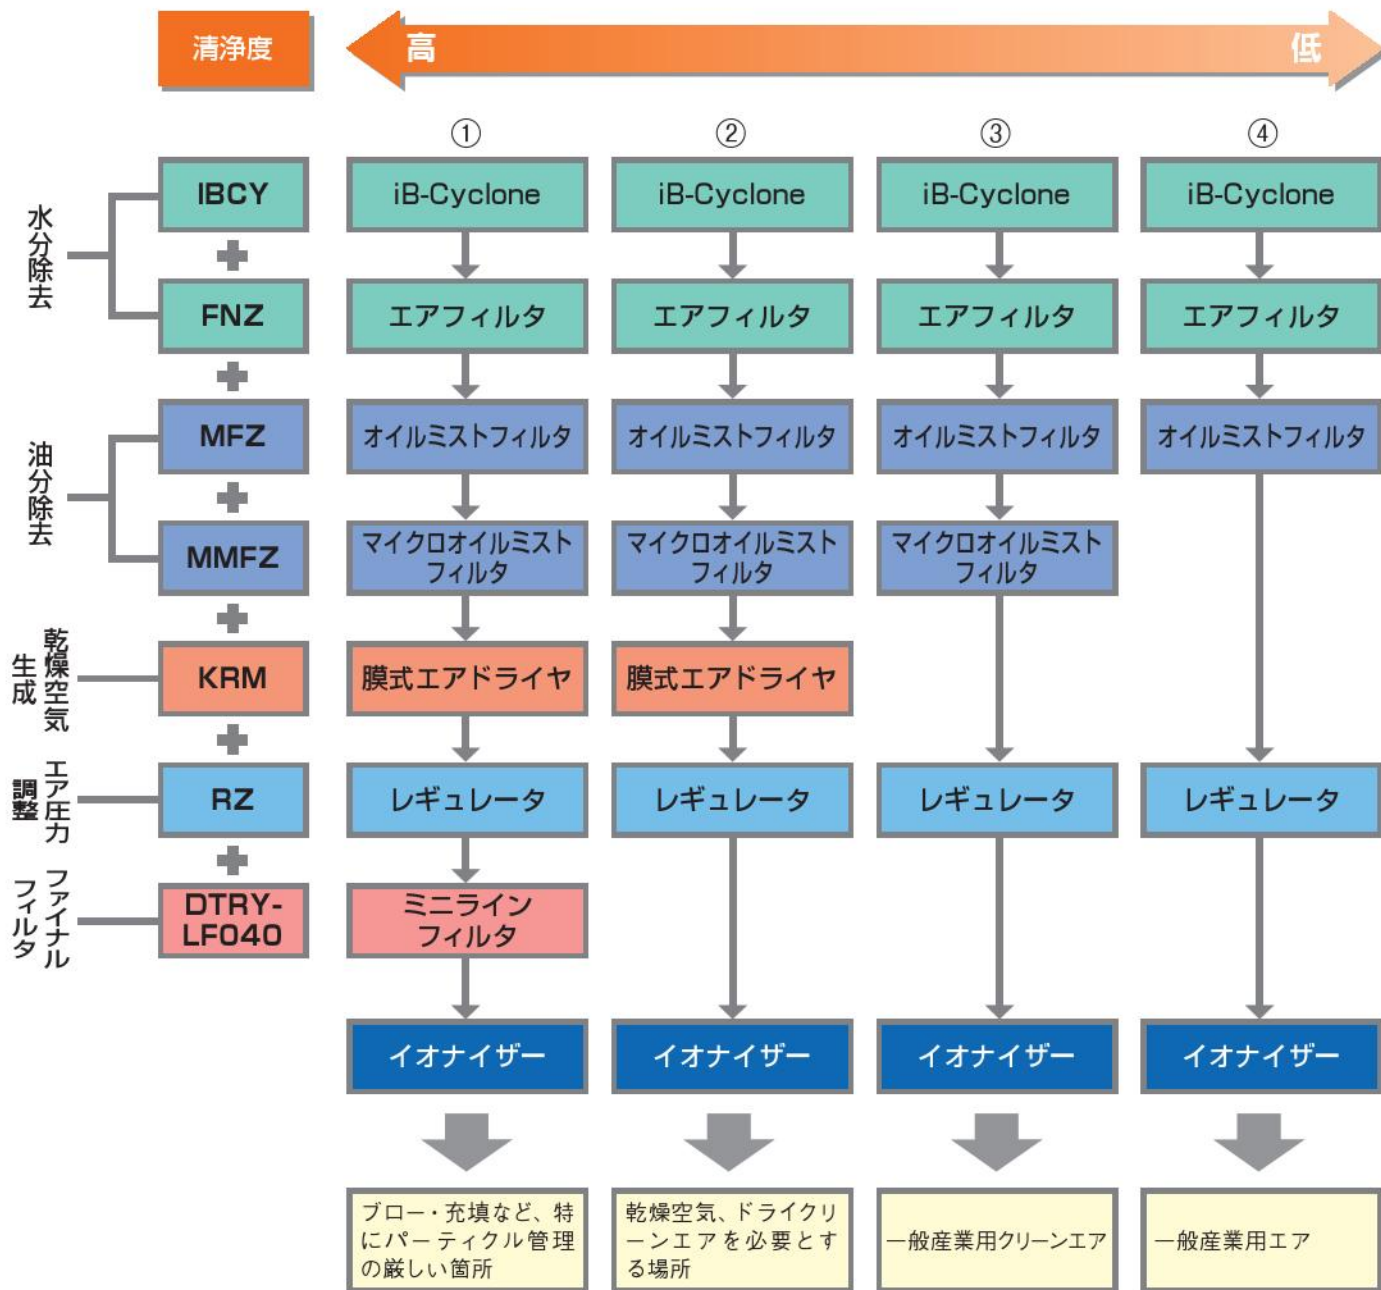 清浄度
高
低
①
②
③
④
水分除去
IBCY
iB-Cyclone
iB-Cyclone
iB-Cyclone
iB-Cyclone
FNZ
エアフィルタ
エアフィルタ
エアフィルタ
エアフィルタ
油分除去
MFZ
オイルミストフィルタ
オイルミストフィルタ
オイルミストフィルタ
オイルミストフィルタ
MMFZ
マイクロオイルミスト
フィルタ
マイクロオイルミスト
フィルタ
マイクロオイルミスト
フィルタ
乾燥空気
生成
KRM
膜式エアドライヤ
膜式エアドライヤ
エア圧力
調整
RZ
レギュレータ
レギュレータ
レギュレータ
レギュレータ
ファイナル
フィルタ
DTRY-
LF040
ミニライン
フィルタ
イオナイザー
イオナイザー
イオナイザー
イオナイザー
ブロー・充填など、特
にパーティクル管理
の厳しい箇所
乾燥空気、ドライクリ
ーンエアを必要とす
る場所
一般産業用クリーンエア
一般産業用エア